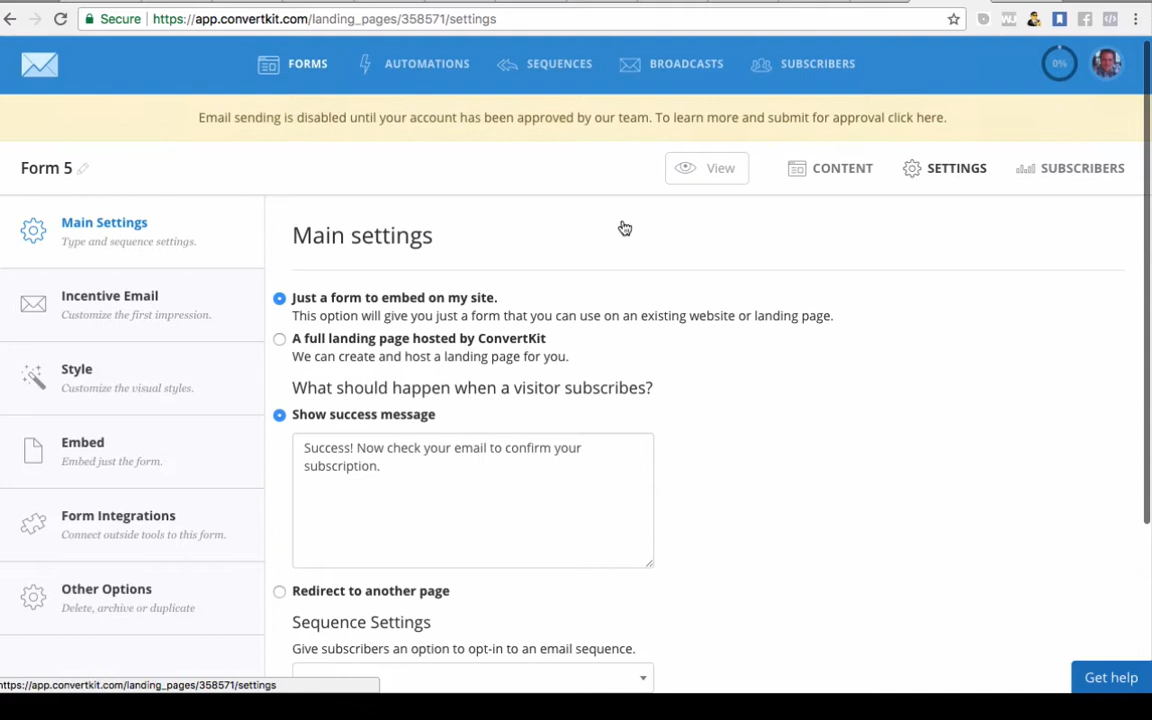 Secure https://app.convertkit.com/landing_pages/358571/settings
FORMS AUTOMATIONS SEQUENCES BROADCASTS SUBSCRIBERS 0%
Email sending is disabled until your account has been approved by our team. To learn more and submit for approval click here.
Form 5 View CONTENT SETTINGS SUBSCRIBERS
Main Settings
Type and sequence settings.
Incentive Email
Customize the first impression.
Style
Customize the visual styles.
Embed
Embed just the form.
Form Integrations
Connect outside tools to this form.
Other Options
Delete, archive or duplicate
Main settings
Just a form to embed on my site.
This option will give you just a form that you can use on an existing website or landing page.
A full landing page hosted by ConvertKit
We can create and host a landing page for you.
What should happen when a visitor subscribes?
Show success message
Success! Now check your email to confirm your
subscription.
Redirect to another page
Sequence Settings
Give subscribers an option to opt-in to an email sequence.
Get help
https://app.convertkit.com/landing_pages/358571/settings